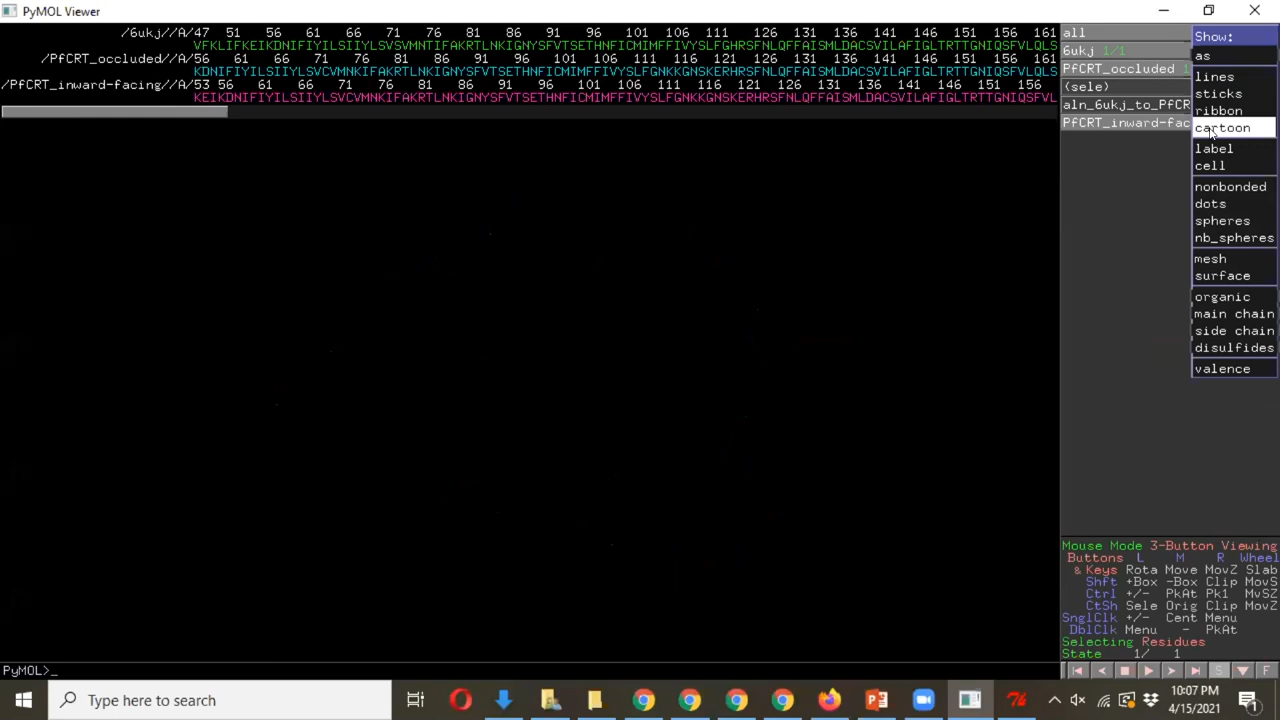 PyMOL Viewer
/6ukj//A/47 51 56 61 66 71 76 81 86 91 96 101 106 111 116 121 126 131 136 141 146 151 156 161
VFKLIFKEIKDNIFIYILSIIYLSVSVMNTIFAKRTLNKIGNYSFVTSETHNFICMIMFFIVYSLFGHRSFNLQFFAISMLDACSVILAFIGLTRTTGNIQSFVLQLS
/PfCRT_occluded//A/ 56 61 66 71 76 81 86 91 96 101 106 111 116 121 126 131 136 141 146 151 156 161
KDNIFIYILSIIYLSVCVMNKIFAKRTLNKIGNYSFVTSETHNFICMIMFFIVYSLFGNKKGNSKERHRSFNLQFFAISMLDACSVILAFIGLTRTTGNIQSFVLQLS
/PfCRT_inward-facing//A/ 53 56 61 66 71 76 81 86 91 96 101 106 111 116 121 126 131 136 141 146 151 156
KEIKDNIFIYILSIIYLSVCVMNKIFAKRTLNKIGNYSFVTSETHNFICMIMFFIVYSLFGNKKGNSKERHRSFNLQFFAISMLDACSVILAFIGLTRTTGNIQSFVL
all
6ukj 1/1
PfCRT_occluded 1
(sele)
aln_6ukj_to_PfCR
PfCRT_inward-fac
Show:
as
lines
sticks
ribbon
cartoon
label
cell
nonbonded
dots
spheres
nb_spheres
mesh
surface
organic
main chain
side chain
disulfides
valence
Mouse Mode 3-Button Viewing
Buttons L M R Wheel
& Keys Rota Move MovZ Slab
Shft +Box -Box Clip MovS
Ctrl +/- PkAt Pk1 MvSZ
CtSh Sele Orig Clip MovZ
SnglClk +/- Cent Menu
DblClk Menu - PkAt
Selecting Residues
State 1/ 1
S F
PyMOL>_
Type here to search
10:07 PM
4/15/2021
1